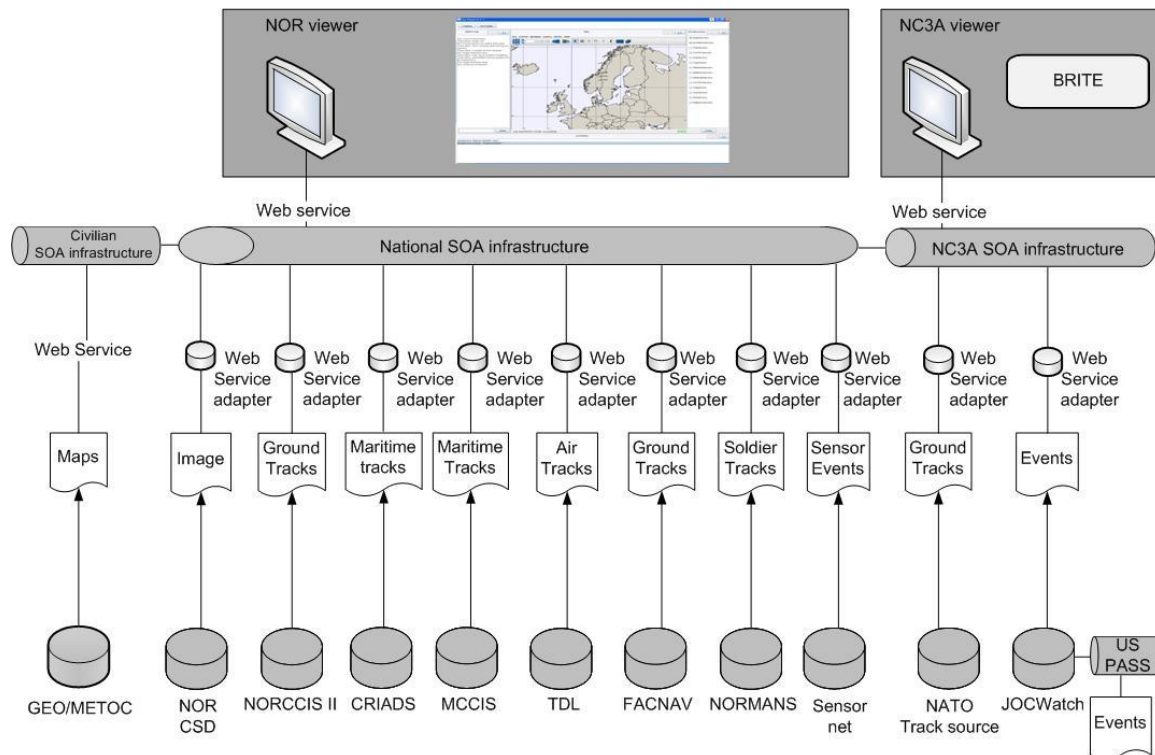 NOR viewer
NC3A viewer
BRITE
Web service
Web service
Civilian
SOA infrastructure
National SOA infrastructure
NC3A SOA infrastructure
Web Service
Web
Service
adapter
Web
Service
adapter
Web
Service
adapter
Web
Service
adapter
Web
Service
adapter
Web
Service
adapter
Web
Service
adapter
Web
Service
adapter
Web
Service
adapter
Web
Service
adapter
Maps
Image
Ground
Tracks
Maritime
tracks
Maritime
Tracks
Air
Tracks
Ground
Tracks
Soldier
Tracks
Sensor
Events
Ground
Tracks
Events
GEO/METOC
NOR
CSD
NORCCIS II
CRIADS
MCCIS
TDL
FACNAV
NORMANS
Sensor
net
NATO
Track source
JOCWatch
US
PASS
Events